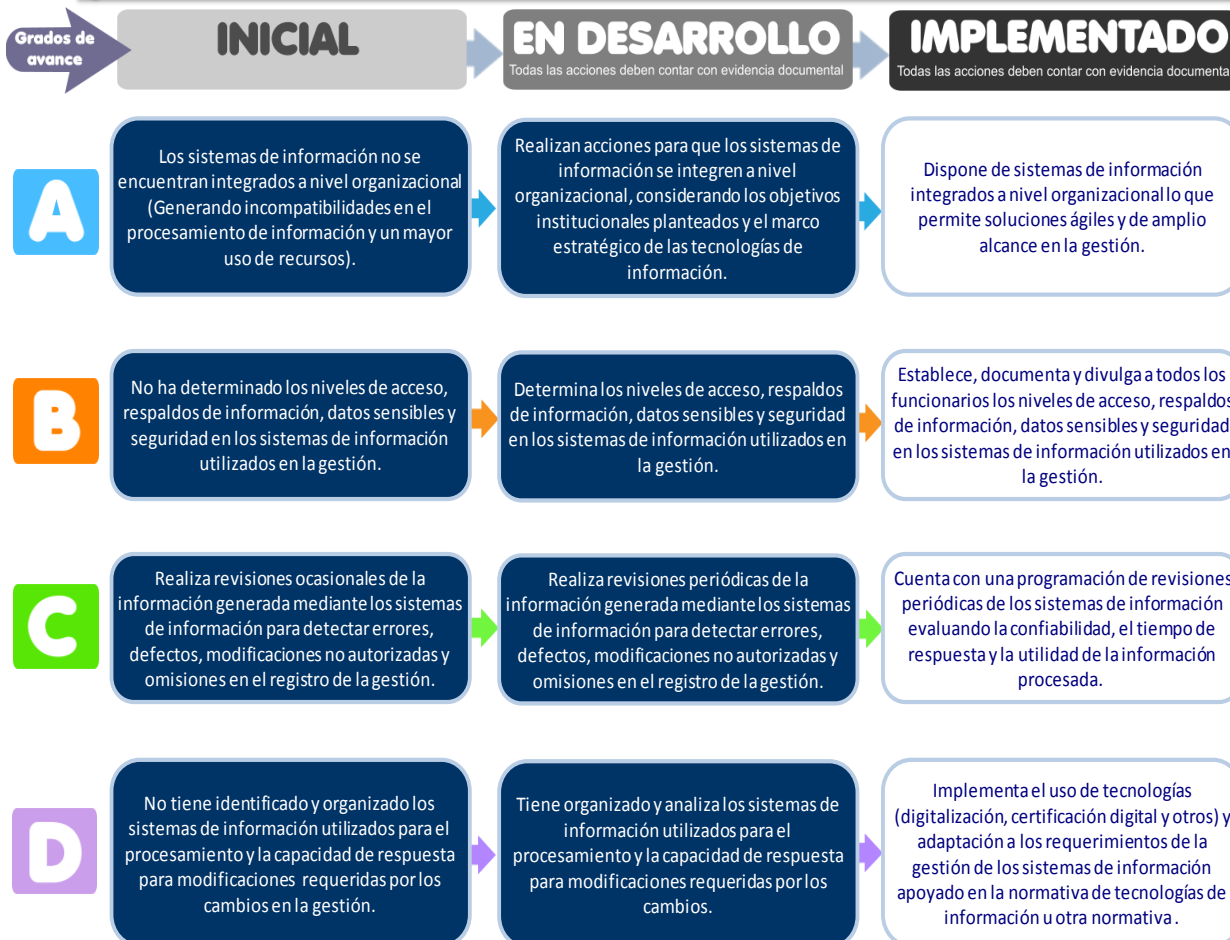 Grados de
avance
INICIAL
EN DESARROLLO
Todas las acciones deben contar con evidencia documental
IMPLEMENTADO
Todas las acciones deben contar con evidencia documental
A
Los sistemas de información no se
encuentran integrados a nivel organizacional
(Generando incompatibilidades en el
procesamiento de información y un mayor
uso de recursos).
Realizan acciones para que los sistemas de
información se integren a nivel
organizacional, considerando los objetivos
institucionales planteados y el marco
estratégico de las tecnologías de
información.
Dispone de sistemas de información
integrados a nivel organizacional lo que
permite soluciones ágiles y de amplio
alcance en la gestión.
B
No ha determinado los niveles de acceso,
respaldos de información, datos sensibles y
seguridad en los sistemas de información
utilizados en la gestión.
Determina los niveles de acceso, respaldos
de información, datos sensibles y seguridad
en los sistemas de información utilizados en
la gestión.
Establece, documenta y divulga a todos los
funcionarios los niveles de acceso, respaldos
de información, datos sensibles y seguridad
en los sistemas de información utilizados en
la gestión.
C
Realiza revisiones ocasionales de la
información generada mediante los sistemas
de información para detectar errores,
defectos, modificaciones no autorizadas y
omisiones en el registro de la gestión.
Realiza revisiones periódicas de la
información generada mediante los sistemas
de información para detectar errores,
defectos, modificaciones no autorizadas y
omisiones en el registro de la gestión.
Cuenta con una programación de revisiones
periódicas de los sistemas de información
evaluando la confiabilidad, el tiempo de
respuesta y la utilidad de la información
procesada.
D
No tiene identificado y organizado los
sistemas de información utilizados para el
procesamiento y la capacidad de respuesta
para modificaciones requeridas por los
cambios en la gestión.
Tiene organizado y analiza los sistemas de
información utilizados para el
procesamiento y la capacidad de respuesta
para modificaciones requeridas por los
cambios.
Implementa el uso de tecnologías
(digitalización, certificación digital y otros) y
adaptación a los requerimientos de la
gestión de los sistemas de información
apoyado en la normativa de tecnologías de
información u otra normativa .